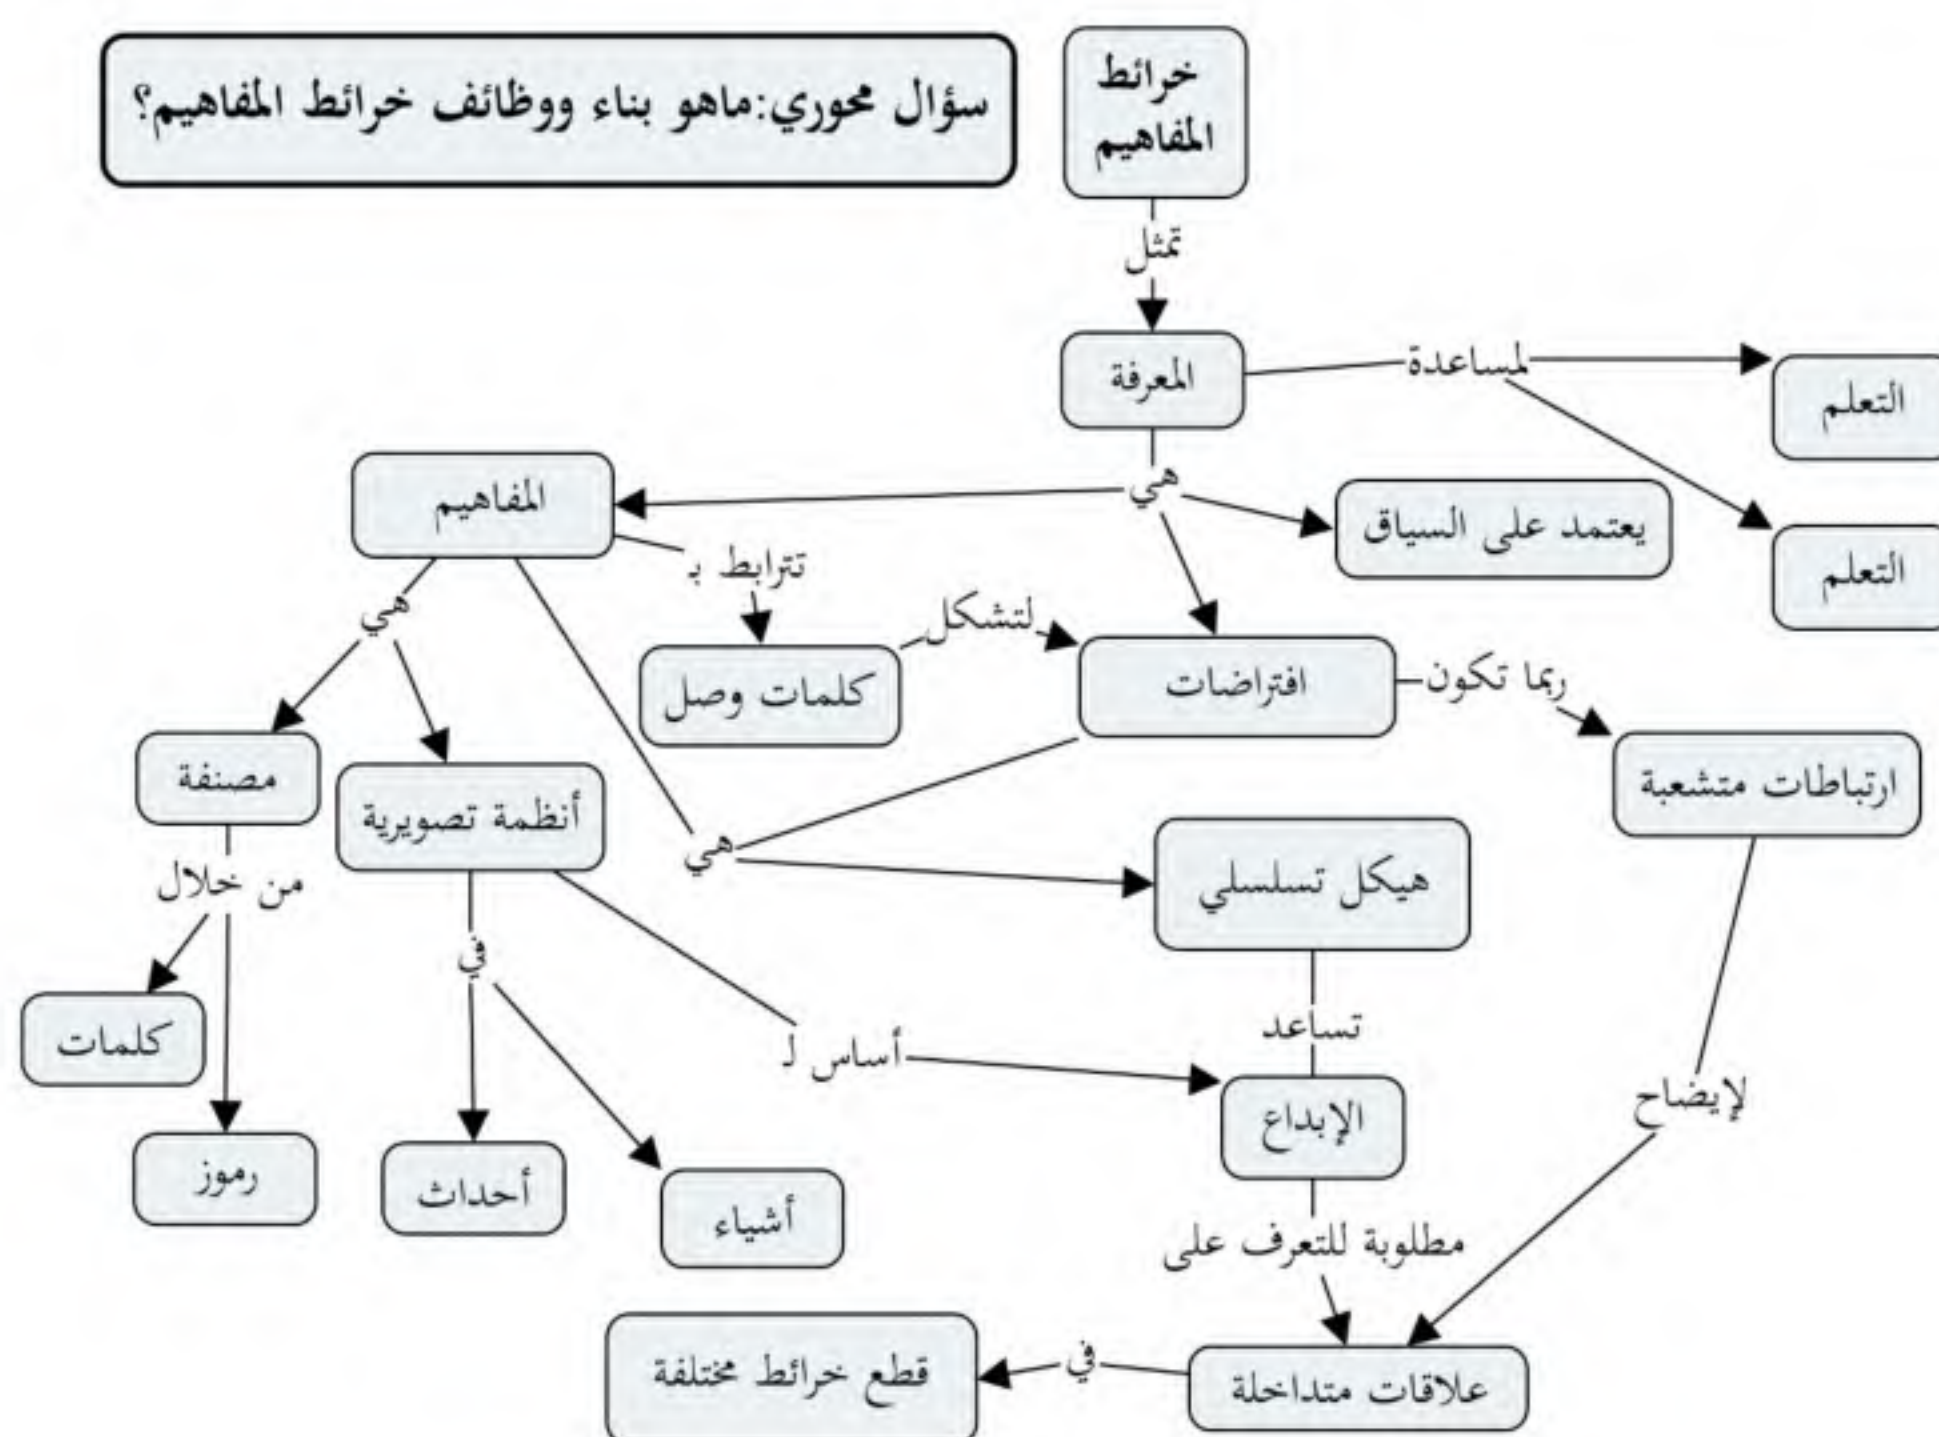 سؤال محوري:ماهو بناء ووظائف خرائط المفاهيم؟
خرائط
المفاهيم
تمثل
المعرفة
لمساعدة
التعلم
التعلم
هي
المفاهيم
يعتمد على السياق
تترابط بـ
لتشكل
كلمات وصل
افتراضات
ربما تكون
ارتباطات متشعبة
هي
مصنفة
أنظمة تصويرية
هي
هيكل تسلسلي
من خلال
كلمات
رموز
في
أحداث
أشياء
أساس لـ
تساعد
الإبداع
لإيضاح
مطلوبة للتعرف على
علاقات متداخلة
في
قطع خرائط مختلفة